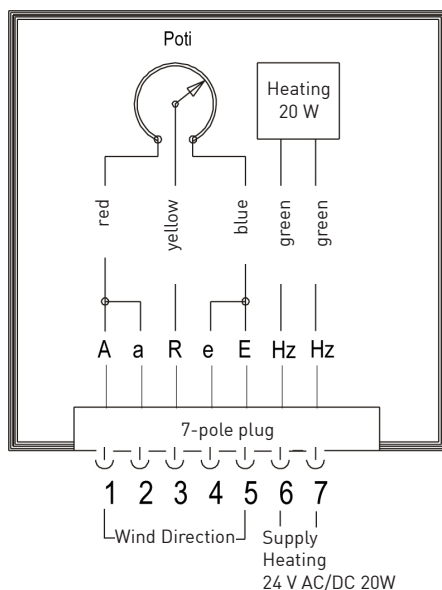 Poti
Heating
20 W
red
yellow
blue
green
green
A a R e E Hz Hz
7-pole plug
1 2 3 4 5 6 7
Wind Direction
Supply
Heating
24 V AC/DC 20W